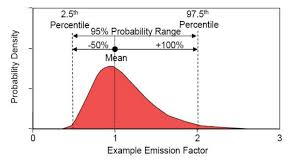 2.5th
Percentile
97.5th
Percentile
95% Probability Range
-50%
+100%
Mean
Probability Density
0
1
2
3
Example Emission Factor